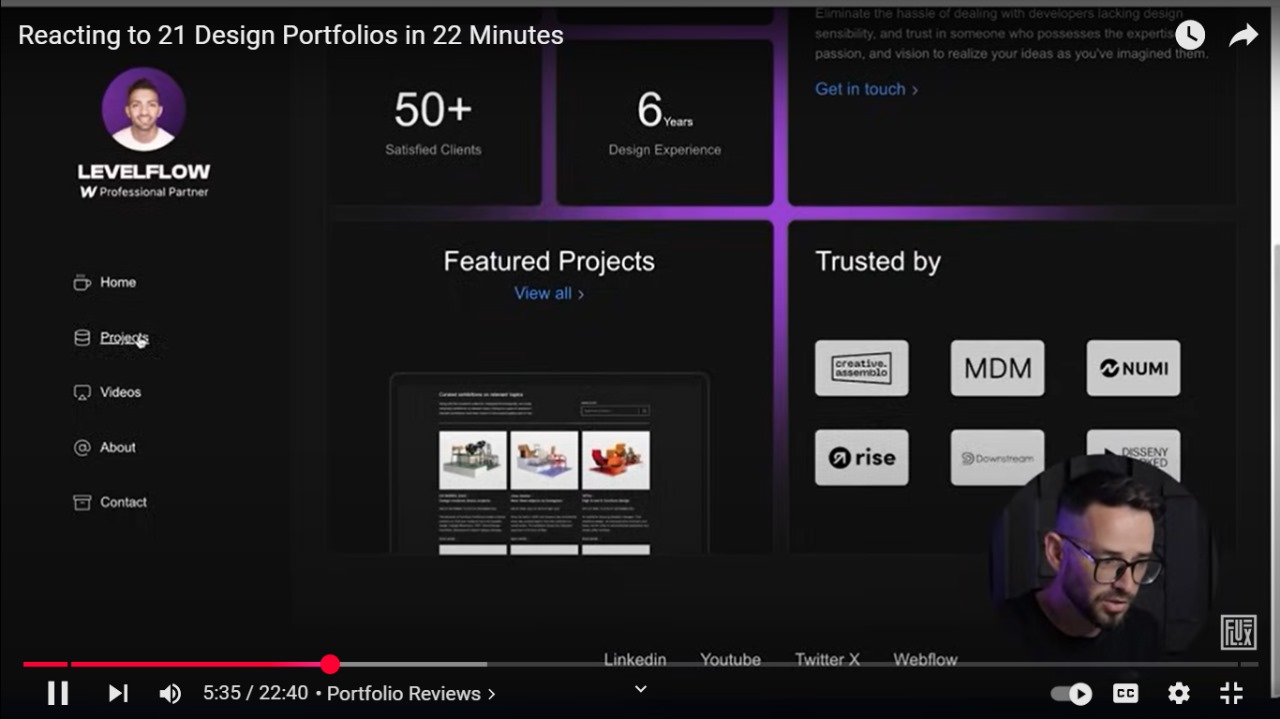 Reacting to 21 Design Portfolios in 22 Minutes
Eliminate the hassle of dealing with developers lacking design
sensibility, and trust in someone who possesses the expertis
passion, and vision to realize your ideas as you've imagined them.
Get in touch ›
50+
Satisfied Clients
6 Years
Design Experience
LEVELFLOW
W Professional Partner
Home
Projects
Videos
About
Contact
Featured Projects
View all ›
Curated exhibitions on relevant topics
Trusted by
creative.
assemblo
MDM
NUMI
rise
Downstream
DISSENY
FLUX
Linkedin Youtube Twitter X Webflow
5:35 / 22:40 • Portfolio Reviews ›
CC